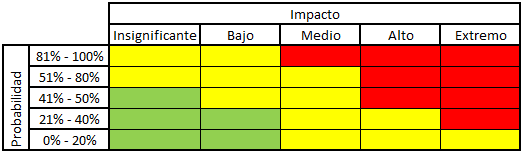 Impacto
Insignificante Bajo Medio Alto Extremo
Probabilidad
81% - 100%
51% - 80%
41% - 50%
21% - 40%
0% - 20%